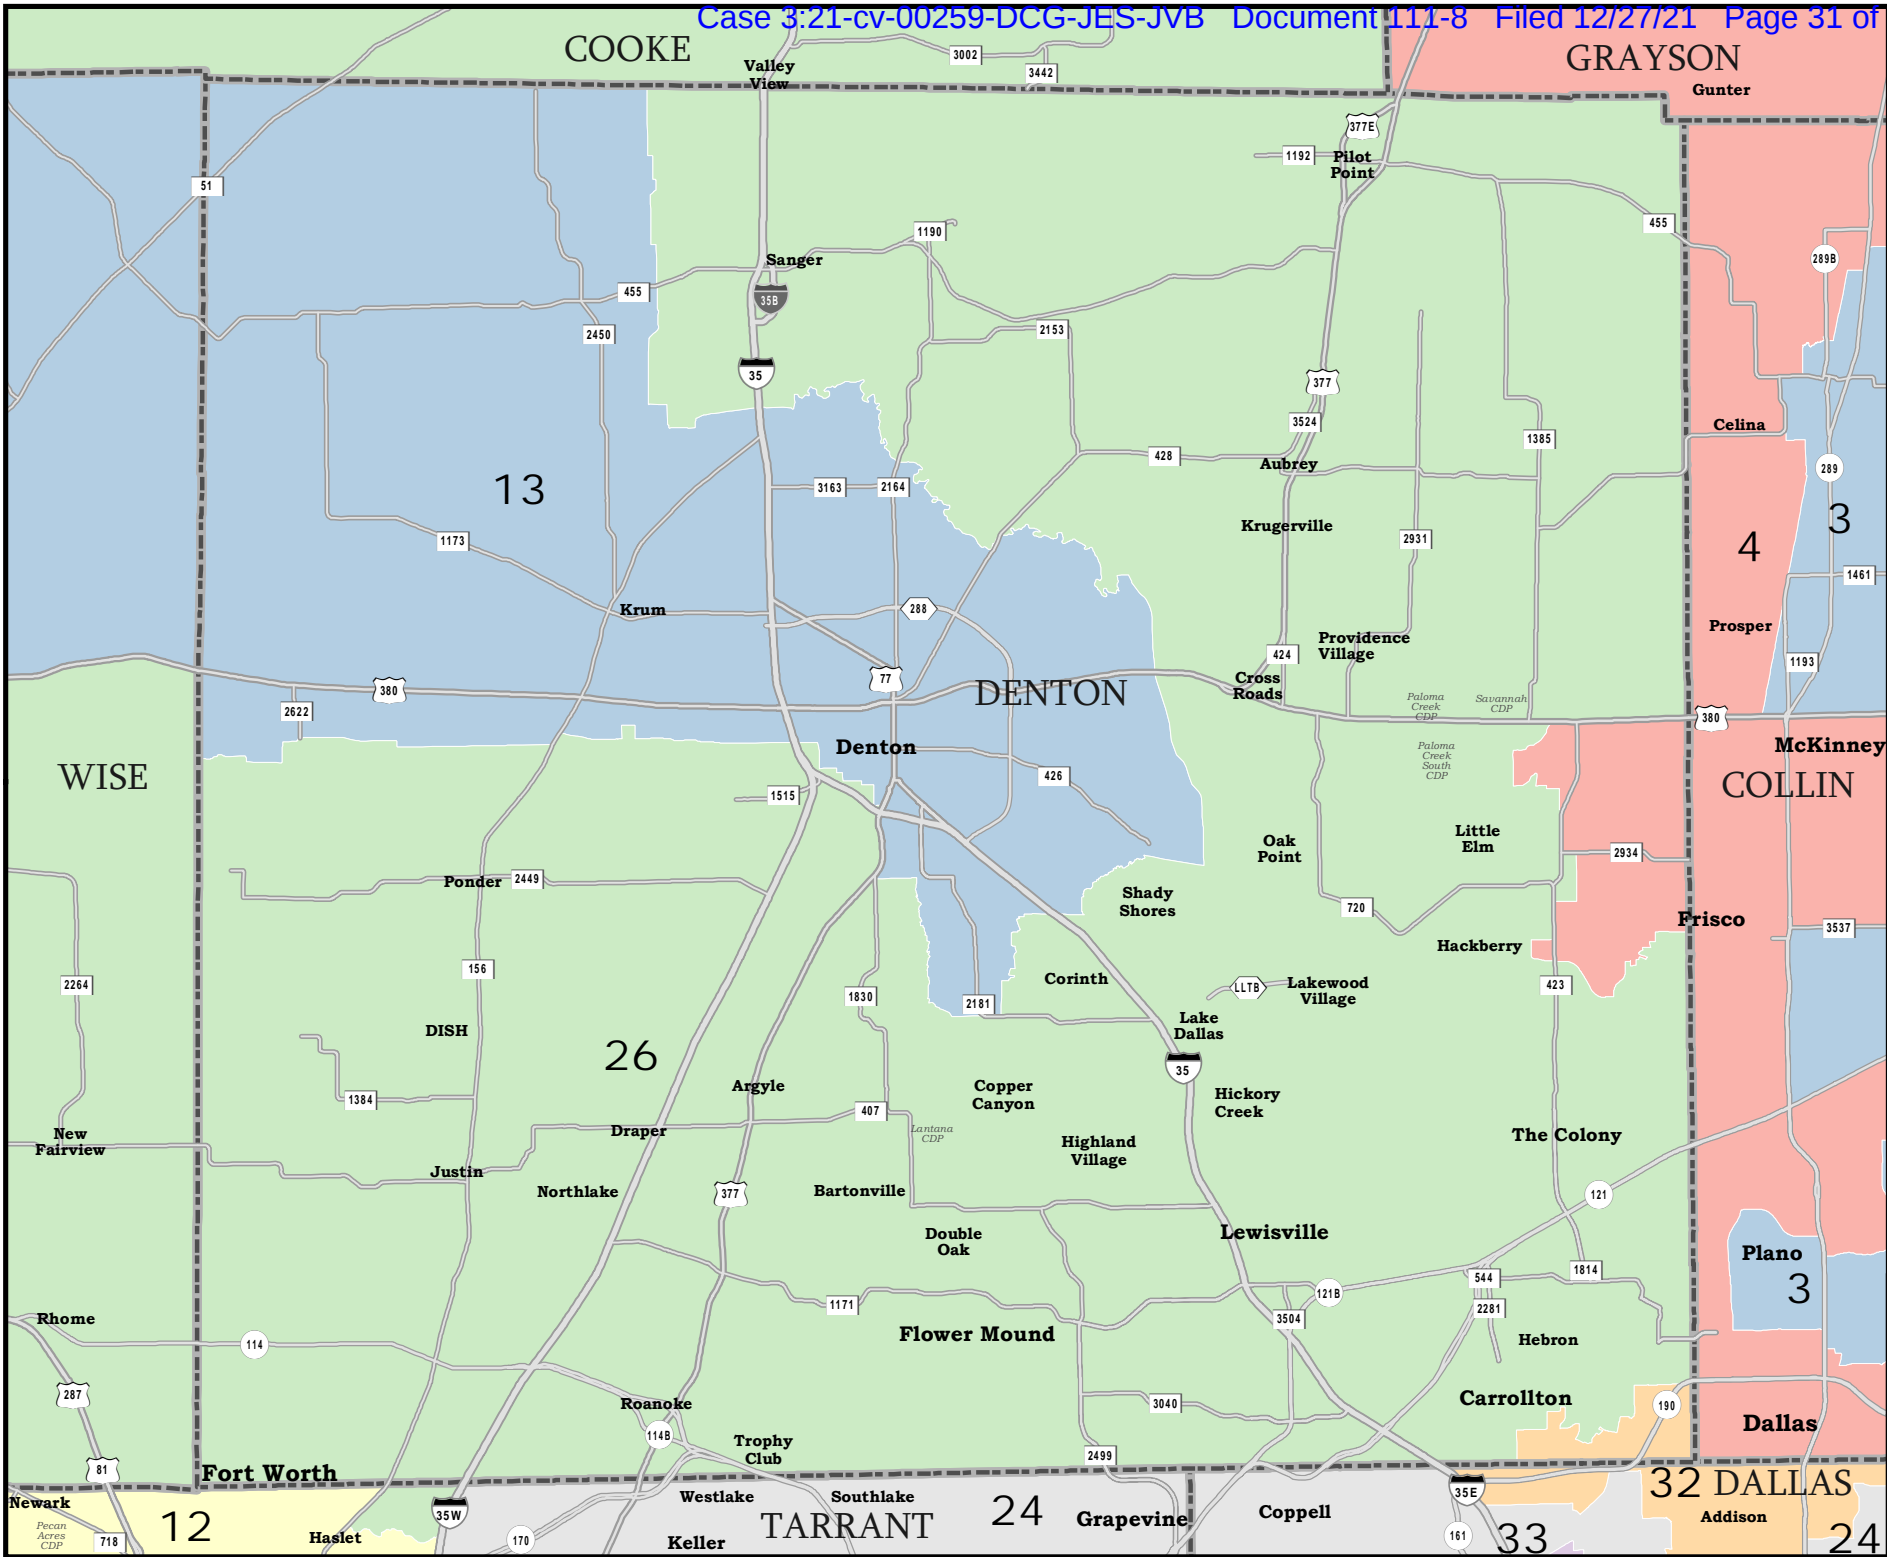 Case 3:21-cv-00259-DCG-JES-JVB Document 111-8 Filed 12/27/21 Page 31 of
COOKE
GRAYSON
3002
3442
Valley
View
Gunter
377E
1192
Pilot
Point
51
455
1190
289B
Sanger
455
35B
2450
2153
35
377
3524
Celina
1385
428
Aubrey
289
13
3163
2164
3
Krugerville
2931
1173
4
1461
Krum
288
Prosper
Providence
Village
424
1193
77
Cross
Roads
380
DENTON
Paloma
Creek
CDP
Savannah
CDP
2622
380
Denton
McKinney
Paloma
Creek
South
CDP
WISE
426
COLLIN
1515
Little
Elm
Oak
Point
2934
Ponder
2449
Shady
Shores
720
Frisco
3537
Hackberry
156
Corinth
2264
LLTB
Lakewood
Village
423
1830
2181
DISH
Lake
Dallas
26
35
Argyle
Copper
Canyon
Hickory
Creek
1384
407
New
Fairview
Draper
Lantana
CDP
The Colony
Highland
Village
Justin
Northlake
377
Bartonville
121
Double
Oak
Lewisville
Plano
544
1814
3
121B
1171
2281
Rhome
3504
Flower Mound
Hebron
114
287
Carrollton
Roanoke
3040
190
114B
Dallas
Trophy
Club
2499
81
Fort Worth
32 DALLAS
35E
Newark
Westlake
Southlake
24
Coppell
Addison
35W
12
TARRANT
Grapevine
Pecan
Acres
CDP
718
Haslet
170
Keller
161
33
24